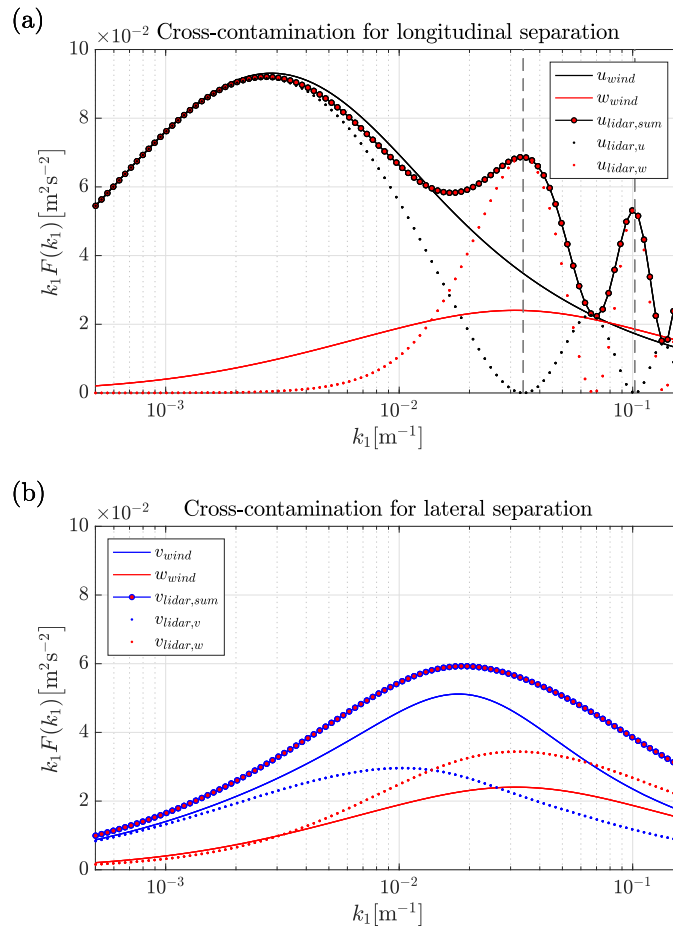 (a)
Cross-contamination for longitudinal separation
×10⁻²
10
8
6
4
2
0
k₁F(k₁)[m²s⁻²]
u_wind
w_wind
u_lidar,sum
u_lidar,u
u_lidar,w
10⁻³ 10⁻² 10⁻¹
k₁[m⁻¹]
(b)
Cross-contamination for lateral separation
×10⁻²
10
8
6
4
2
0
k₁F(k₁)[m²s⁻²]
v_wind
w_wind
v_lidar,sum
v_lidar,v
v_lidar,w
10⁻³ 10⁻² 10⁻¹
k₁[m⁻¹]